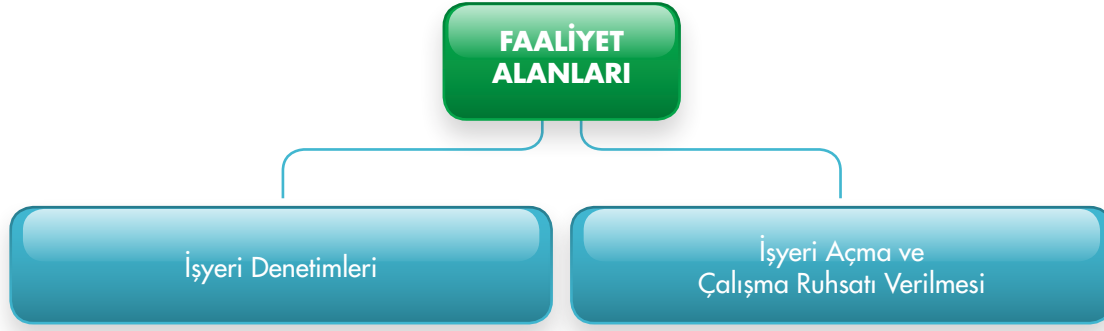 FAALİYET
ALANLARI
İşyeri Denetimleri
İşyeri Açma ve
Çalışma Ruhsatı Verilmesi